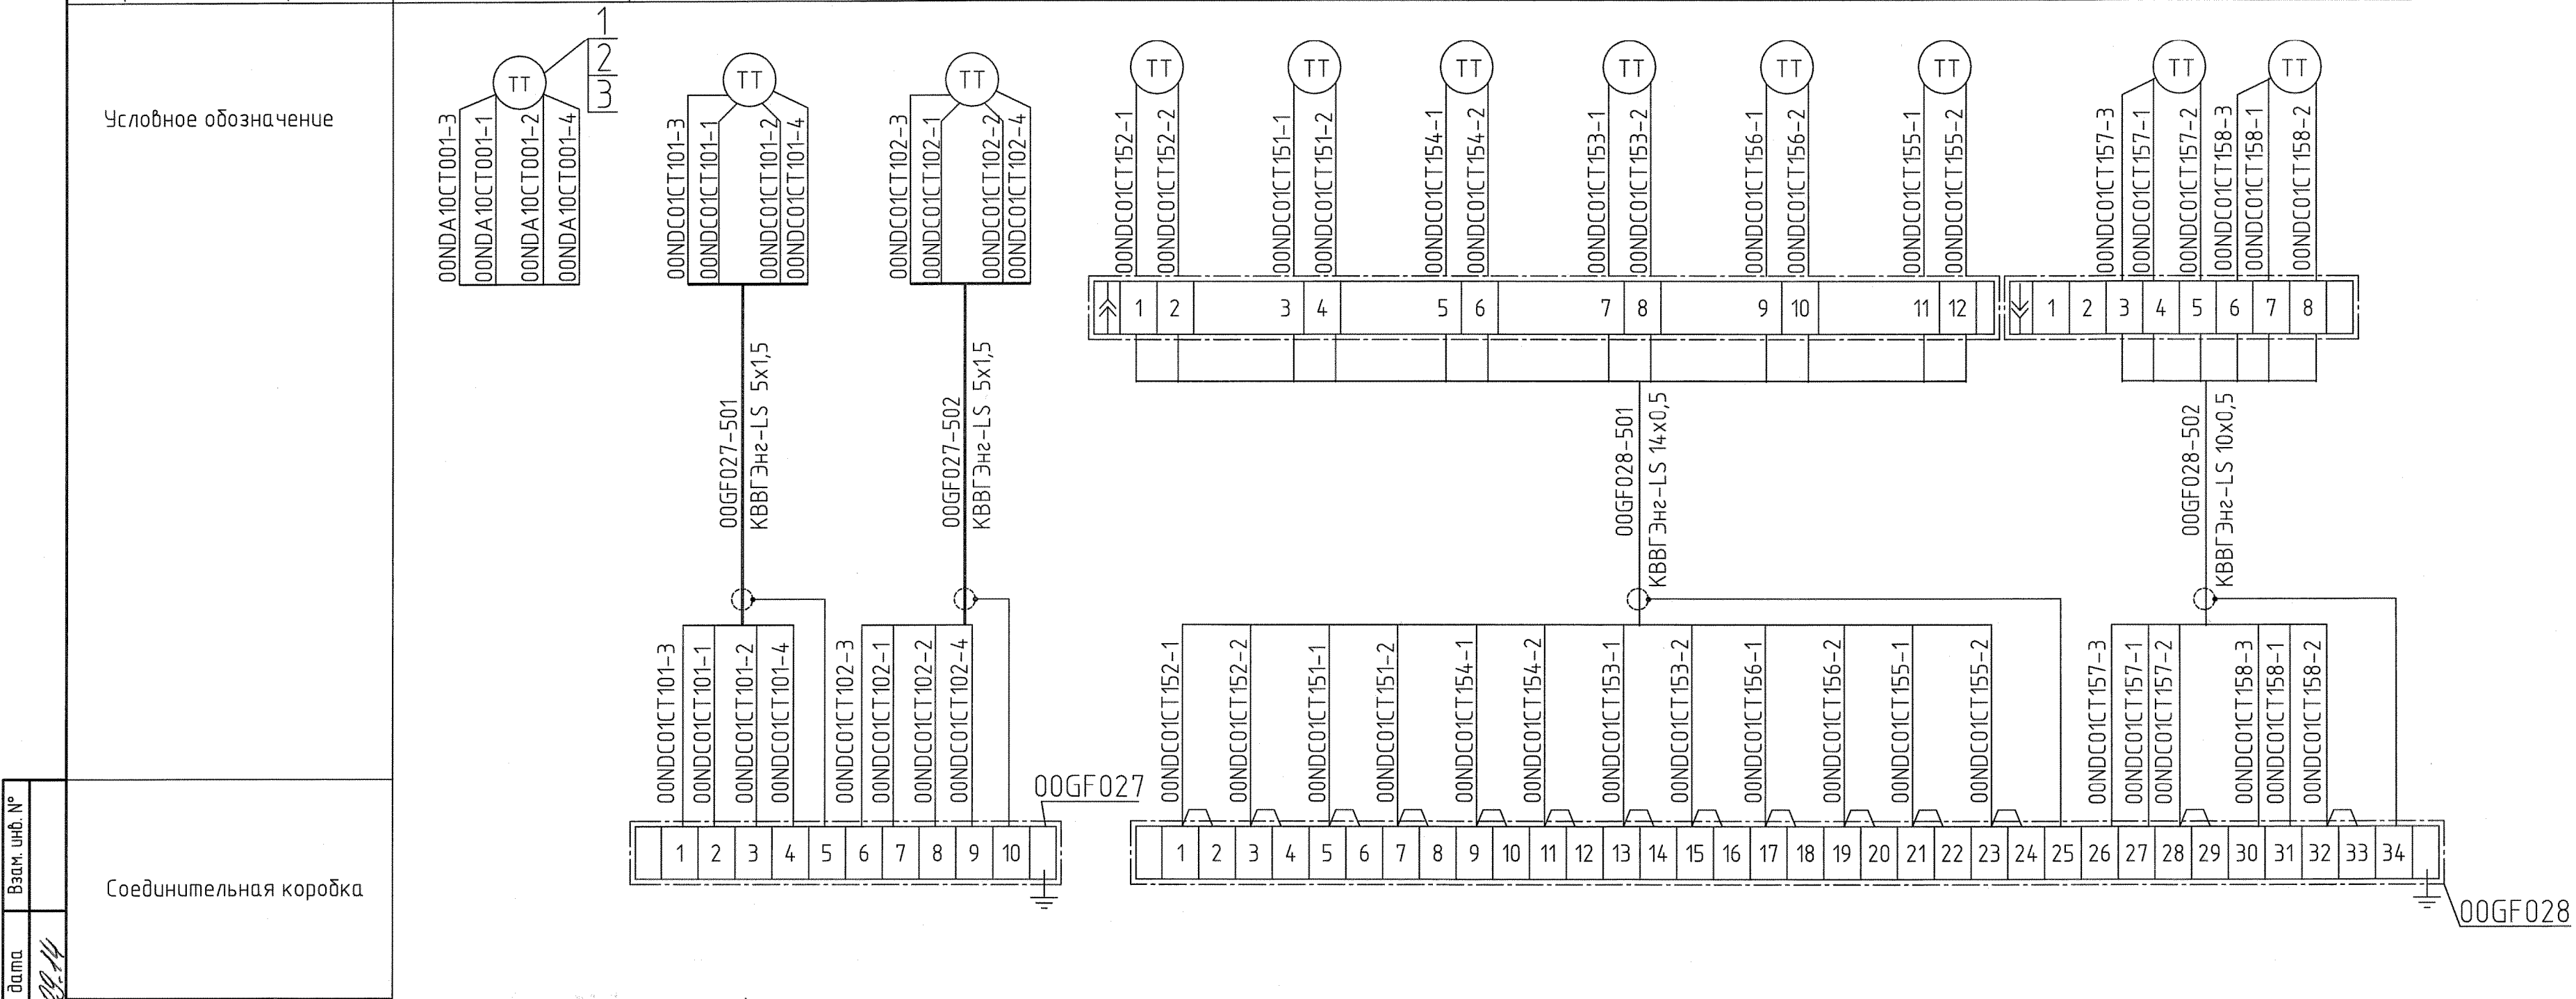 Условное обозначение
1
2
3
ТТ
ТТ
ТТ
ТТ
ТТ
ТТ
ТТ
ТТ
ТТ
ТТ
ТТ
00NDA10CT001-3
00NDA10CT001-1
00NDA10CT001-2
00NDA10CT001-4
00NDC01CT101-3
00NDC01CT101-1
00NDC01CT101-2
00NDC01CT101-4
00NDC01CT102-3
00NDC01CT102-1
00NDC01CT102-2
00NDC01CT102-4
00NDC01CT152-1
00NDC01CT152-2
00NDC01CT151-1
00NDC01CT151-2
00NDC01CT154-1
00NDC01CT154-2
00NDC01CT153-1
00NDC01CT153-2
00NDC01CT156-1
00NDC01CT156-2
00NDC01CT155-1
00NDC01CT155-2
00NDC01CT157-3
00NDC01CT157-1
00NDC01CT157-2
00NDC01CT158-3
00NDC01CT158-1
00NDC01CT158-2
1 2 3 4 5 6 7 8 9 10 11 12
1 2 3 4 5 6 7 8
00GF027-501
КВВГЭнг-LS 5х1,5
00GF027-502
КВВГЭнг-LS 5х1,5
00GF028-501
КВВГЭнг-LS 14х0,5
00GF028-502
КВВГЭнг-LS 10х0,5
00NDC01CT101-3
00NDC01CT101-1
00NDC01CT101-2
00NDC01CT101-4
00NDC01CT102-3
00NDC01CT102-1
00NDC01CT102-2
00NDC01CT102-4
00NDC01CT152-1
00NDC01CT152-2
00NDC01CT151-1
00NDC01CT151-2
00NDC01CT154-1
00NDC01CT154-2
00NDC01CT153-1
00NDC01CT153-2
00NDC01CT156-1
00NDC01CT156-2
00NDC01CT155-1
00NDC01CT155-2
00NDC01CT157-3
00NDC01CT157-1
00NDC01CT157-2
00NDC01CT158-3
00NDC01CT158-1
00NDC01CT158-2
00GF027
Соединительная коробка
1 2 3 4 5 6 7 8 9 10
1 2 3 4 5 6 7 8 9 10 11 12 13 14 15 16 17 18 19 20 21 22 23 24 25 26 27 28 29 30 31 32 33 34
00GF028
Взам. инв. N°
дата